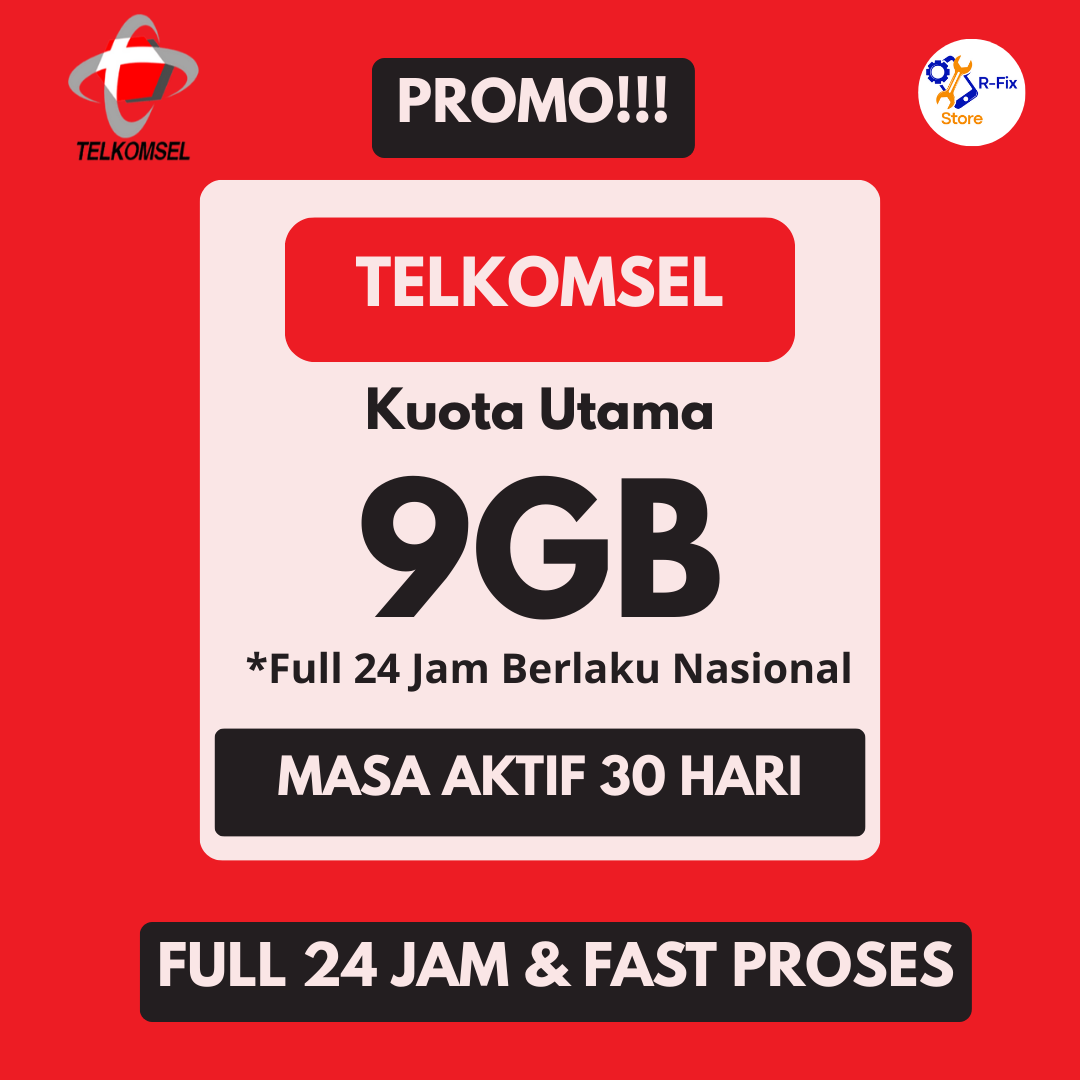 TELKOMSEL
PROMO!!!
R-Fix
Store
TELKOMSEL
Kuota Utama
9GB
*Full 24 Jam Berlaku Nasional
MASA AKTIF 30 HARI
FULL 24 JAM & FAST PROSES